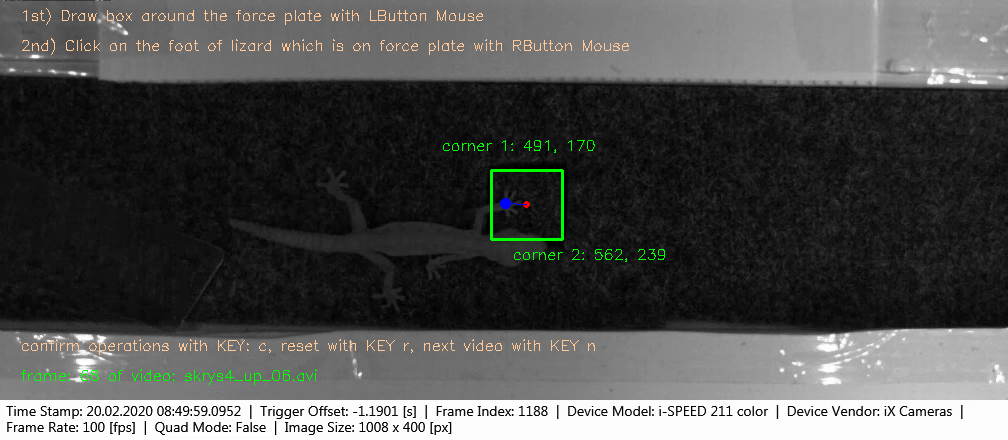 1st) Draw box around the force plate with LButton Mouse
2nd) Click on the foot of lizard which is on force plate with RButton Mouse
corner 1: 491, 170
corner 2: 562, 239
confirm operations with KEY: c, reset with KEY r, next video with KEY n
frame: of video: skrys4_up_06.avi
Time Stamp: 20.02.2020 08:49:59.0952 | Trigger Offset: -1.1901 [s] | Frame Index: 1188 | Device Model: i-SPEED 211 color | Device Vendor: iX Cameras |
Frame Rate: 100 [fps] | Quad Mode: False | Image Size: 1008 x 400 [px]